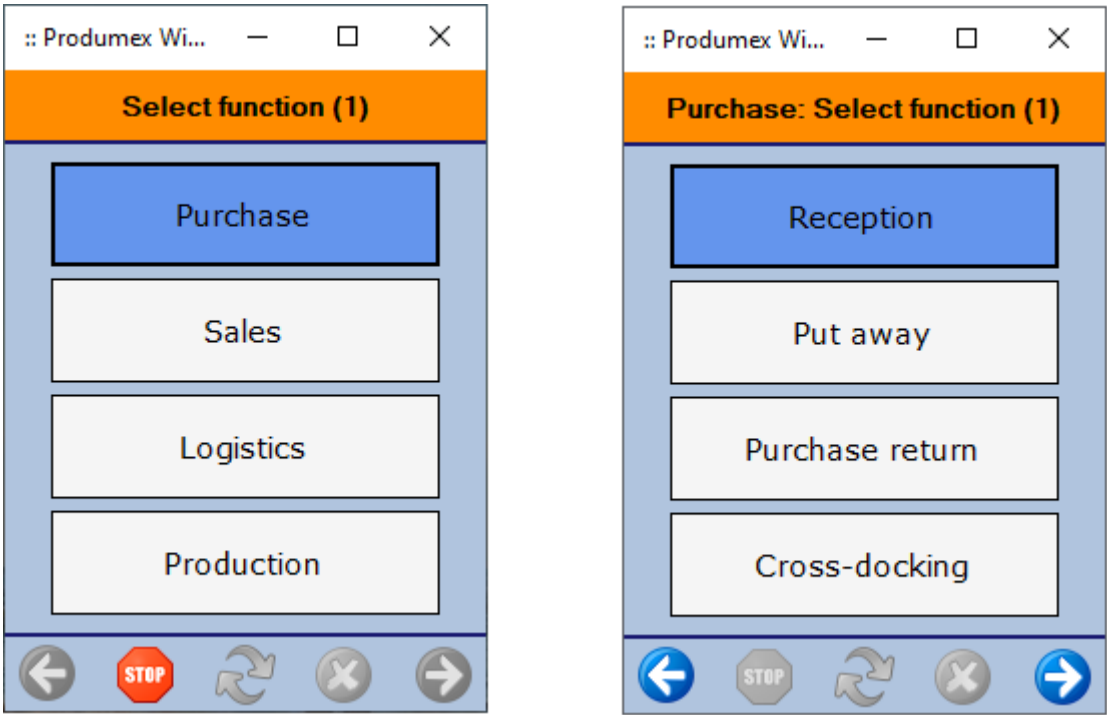 :: Produmex Wi...
Select function (1)
Purchase
Sales
Logistics
Production
STOP
:: Produmex Wi...
Purchase: Select function (1)
Reception
Put away
Purchase return
Cross-docking
STOP